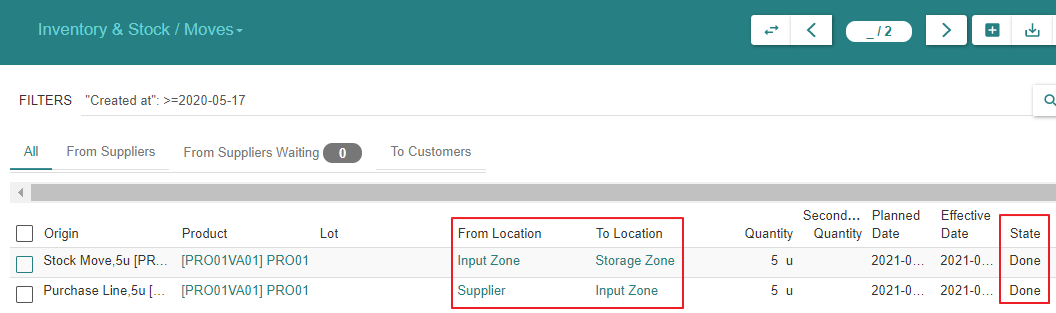 Inventory & Stock / Moves
_ / 2
FILTERS "Created at": >=2020-05-17
All From Suppliers From Suppliers Waiting 0 To Customers
Origin Product Lot From Location To Location Quantity Second... Quantity Planned Date Effective Date State
Stock Move,5u [PR... [PRO01VA01] PRO01 Input Zone Storage Zone 5 u 2021-0... 2021-0... Done
Purchase Line,5u [... [PRO01VA01] PRO01 Supplier Input Zone 5 u 2021-0... 2021-0... Done